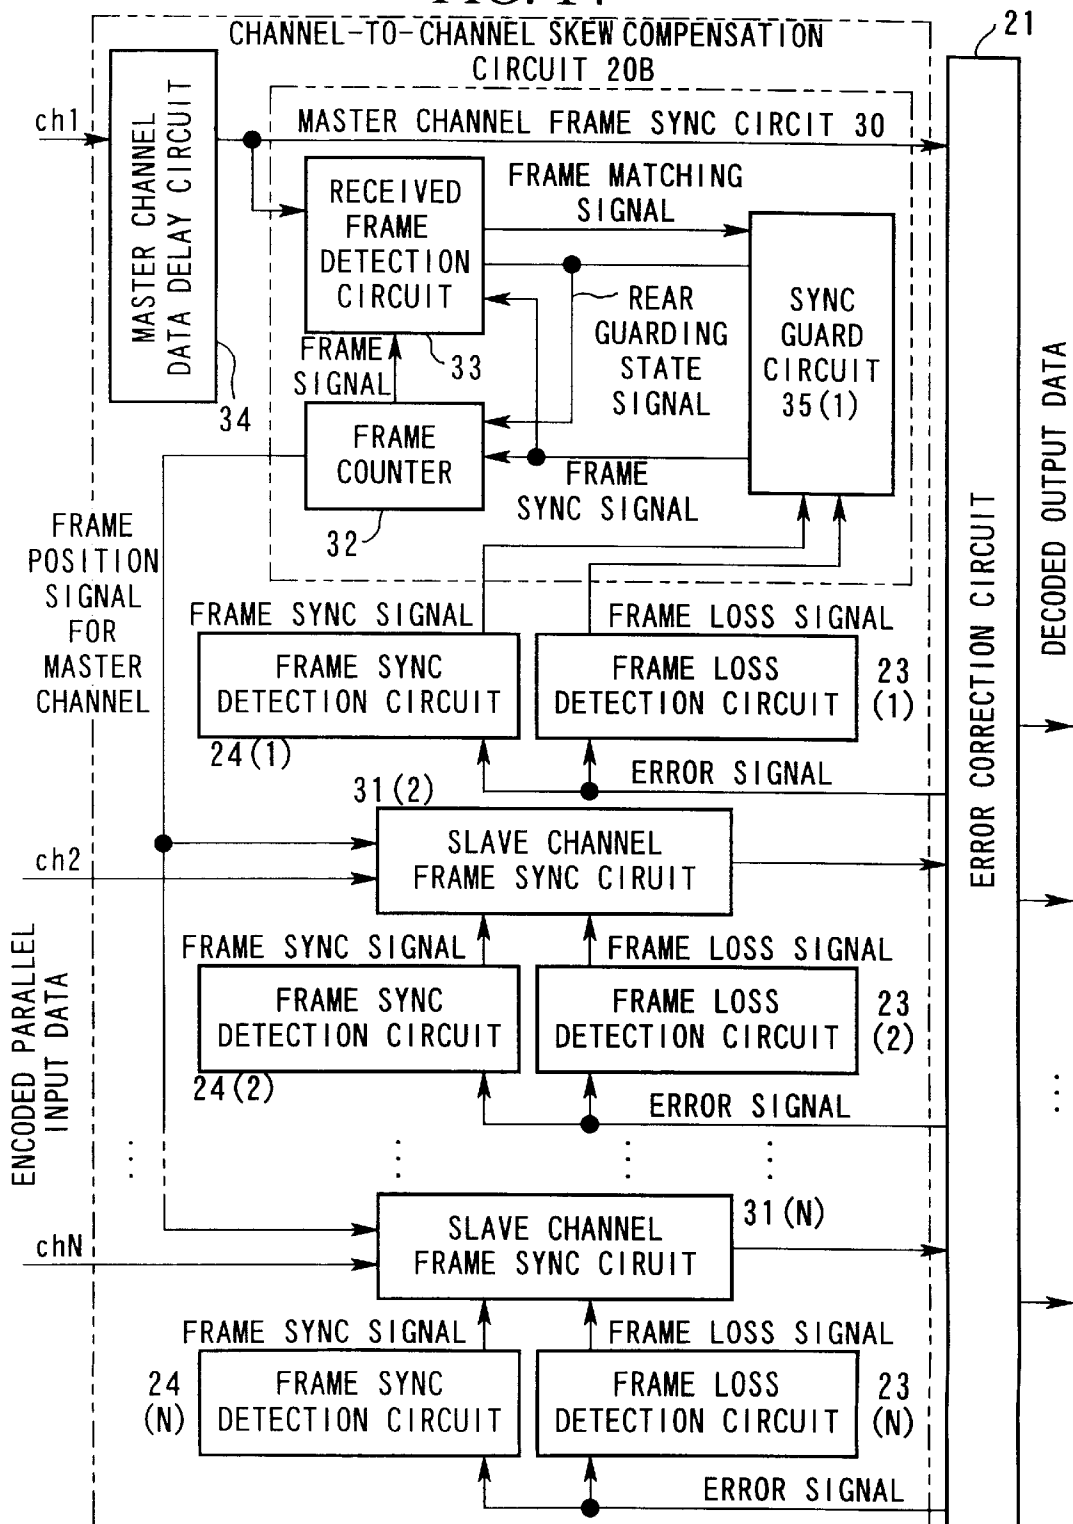 CHANNEL-TO-CHANNEL SKEW COMPENSATION
CIRCUIT 20B
21
ch1
MASTER CHANNEL
DATA DELAY CIRCUIT
34
MASTER CHANNEL FRAME SYNC CIRCIT 30
RECEIVED
FRAME
DETECTION
CIRCUIT
33
FRAME MATCHING
SIGNAL
SYNC
GUARD
CIRCUIT
35(1)
REAR
GUARDING
STATE
SIGNAL
FRAME
SIGNAL
FRAME
COUNTER
32
FRAME
SYNC SIGNAL
FRAME
POSITION
SIGNAL
FOR
MASTER
CHANNEL
FRAME SYNC SIGNAL
FRAME LOSS SIGNAL
FRAME SYNC
DETECTION CIRCUIT
24(1)
FRAME LOSS
DETECTION CIRCUIT
23
(1)
ERROR SIGNAL
31(2)
SLAVE CHANNEL
FRAME SYNC CIRUIT
ch2
FRAME SYNC SIGNAL
FRAME LOSS SIGNAL
FRAME SYNC
DETECTION CIRCUIT
24(2)
FRAME LOSS
DETECTION CIRCUIT
23
(2)
ERROR SIGNAL
ENCODED PARALLEL
INPUT DATA
31(N)
SLAVE CHANNEL
FRAME SYNC CIRUIT
chN
FRAME SYNC SIGNAL
FRAME LOSS SIGNAL
24
(N)
FRAME SYNC
DETECTION CIRCUIT
FRAME LOSS
DETECTION CIRCUIT
23
(N)
ERROR SIGNAL
ERROR CORRECTION CIRCUIT
DECODED OUTPUT DATA